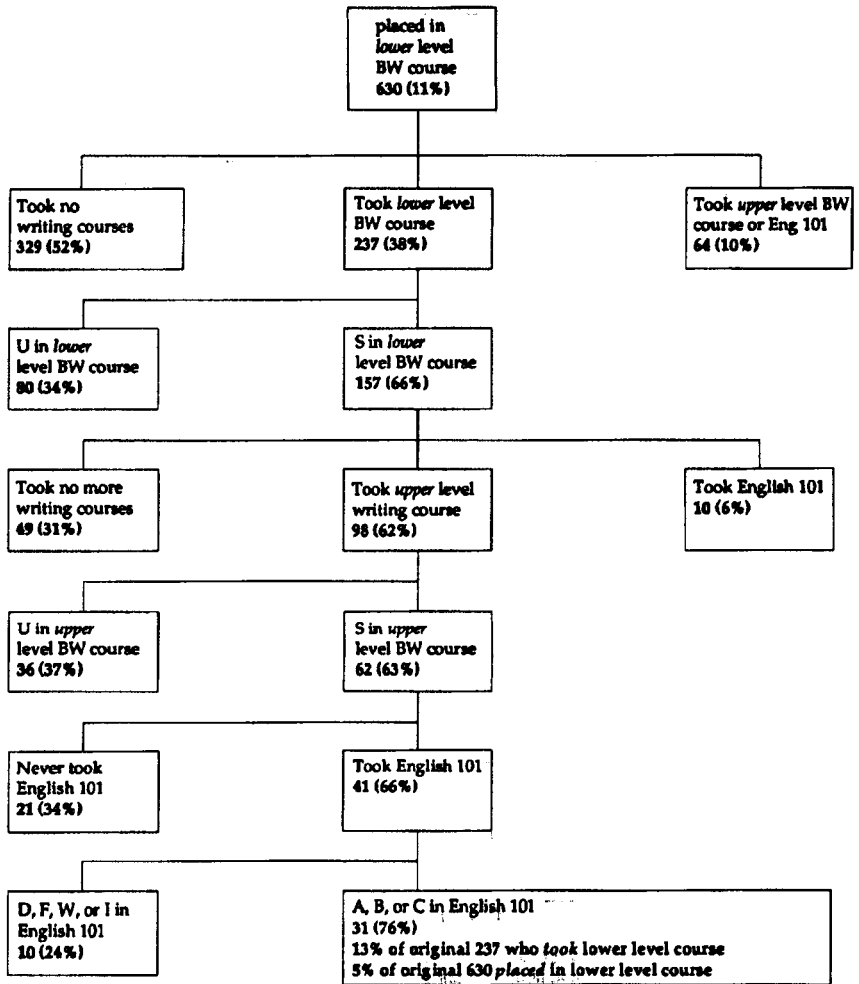 placed in
lower level
BW course
630 (11%)
Took no
writing courses
329 (52%)
Took lower level
BW course
237 (38%)
Took upper level BW
course or Eng 101
64 (10%)
U in lower
level BW course
80 (34%)
S in lower
level BW course
157 (66%)
Took no more
writing courses
49 (31%)
Took upper level
writing course
98 (62%)
Took English 101
10 (6%)
U in upper
level BW course
36 (37%)
S in upper
level BW course
62 (63%)
Never took
English 101
21 (34%)
Took English 101
41 (66%)
D, F, W, or I in
English 101
10 (24%)
A, B, or C in English 101
31 (76%)
13% of original 237 who took lower level course
5% of original 630 placed in lower level course